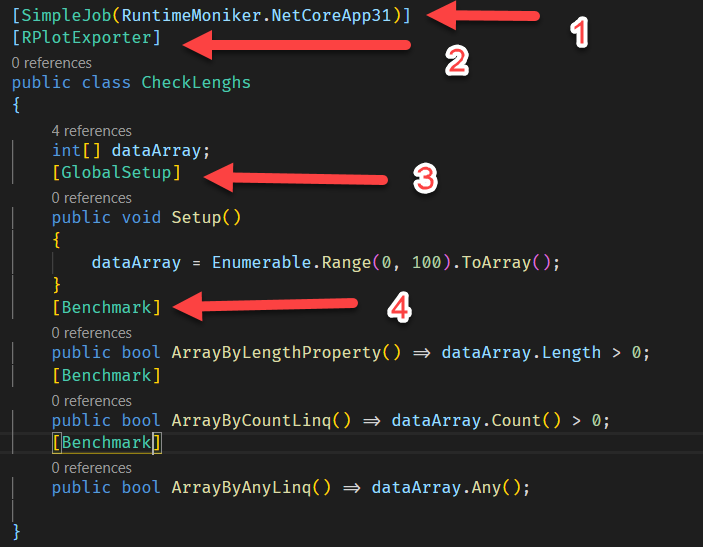 [SimpleJob(RuntimeMoniker.NetCoreApp31)] 1
[RPlotExporter] 2
0 references
public class CheckLenghs
{
4 references
int[] dataArray;
[GlobalSetup] 3
0 references
public void Setup()
{
dataArray = Enumerable.Range(0, 100).ToArray();
}
[Benchmark] 4
0 references
public bool ArrayByLengthProperty() => dataArray.Length > 0;
[Benchmark]
0 references
public bool ArrayByCountLinq() => dataArray.Count() > 0;
[Benchmark]
0 references
public bool ArrayByAnyLinq() => dataArray.Any();
}